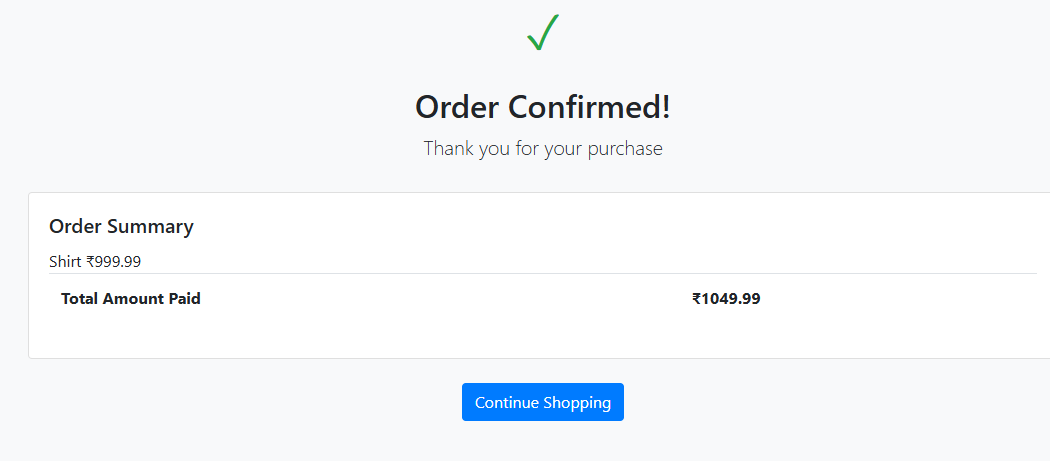 Order Confirmed!
Thank you for your purchase
Order Summary
Shirt ₹999.99
Total Amount Paid ₹1049.99
Continue Shopping